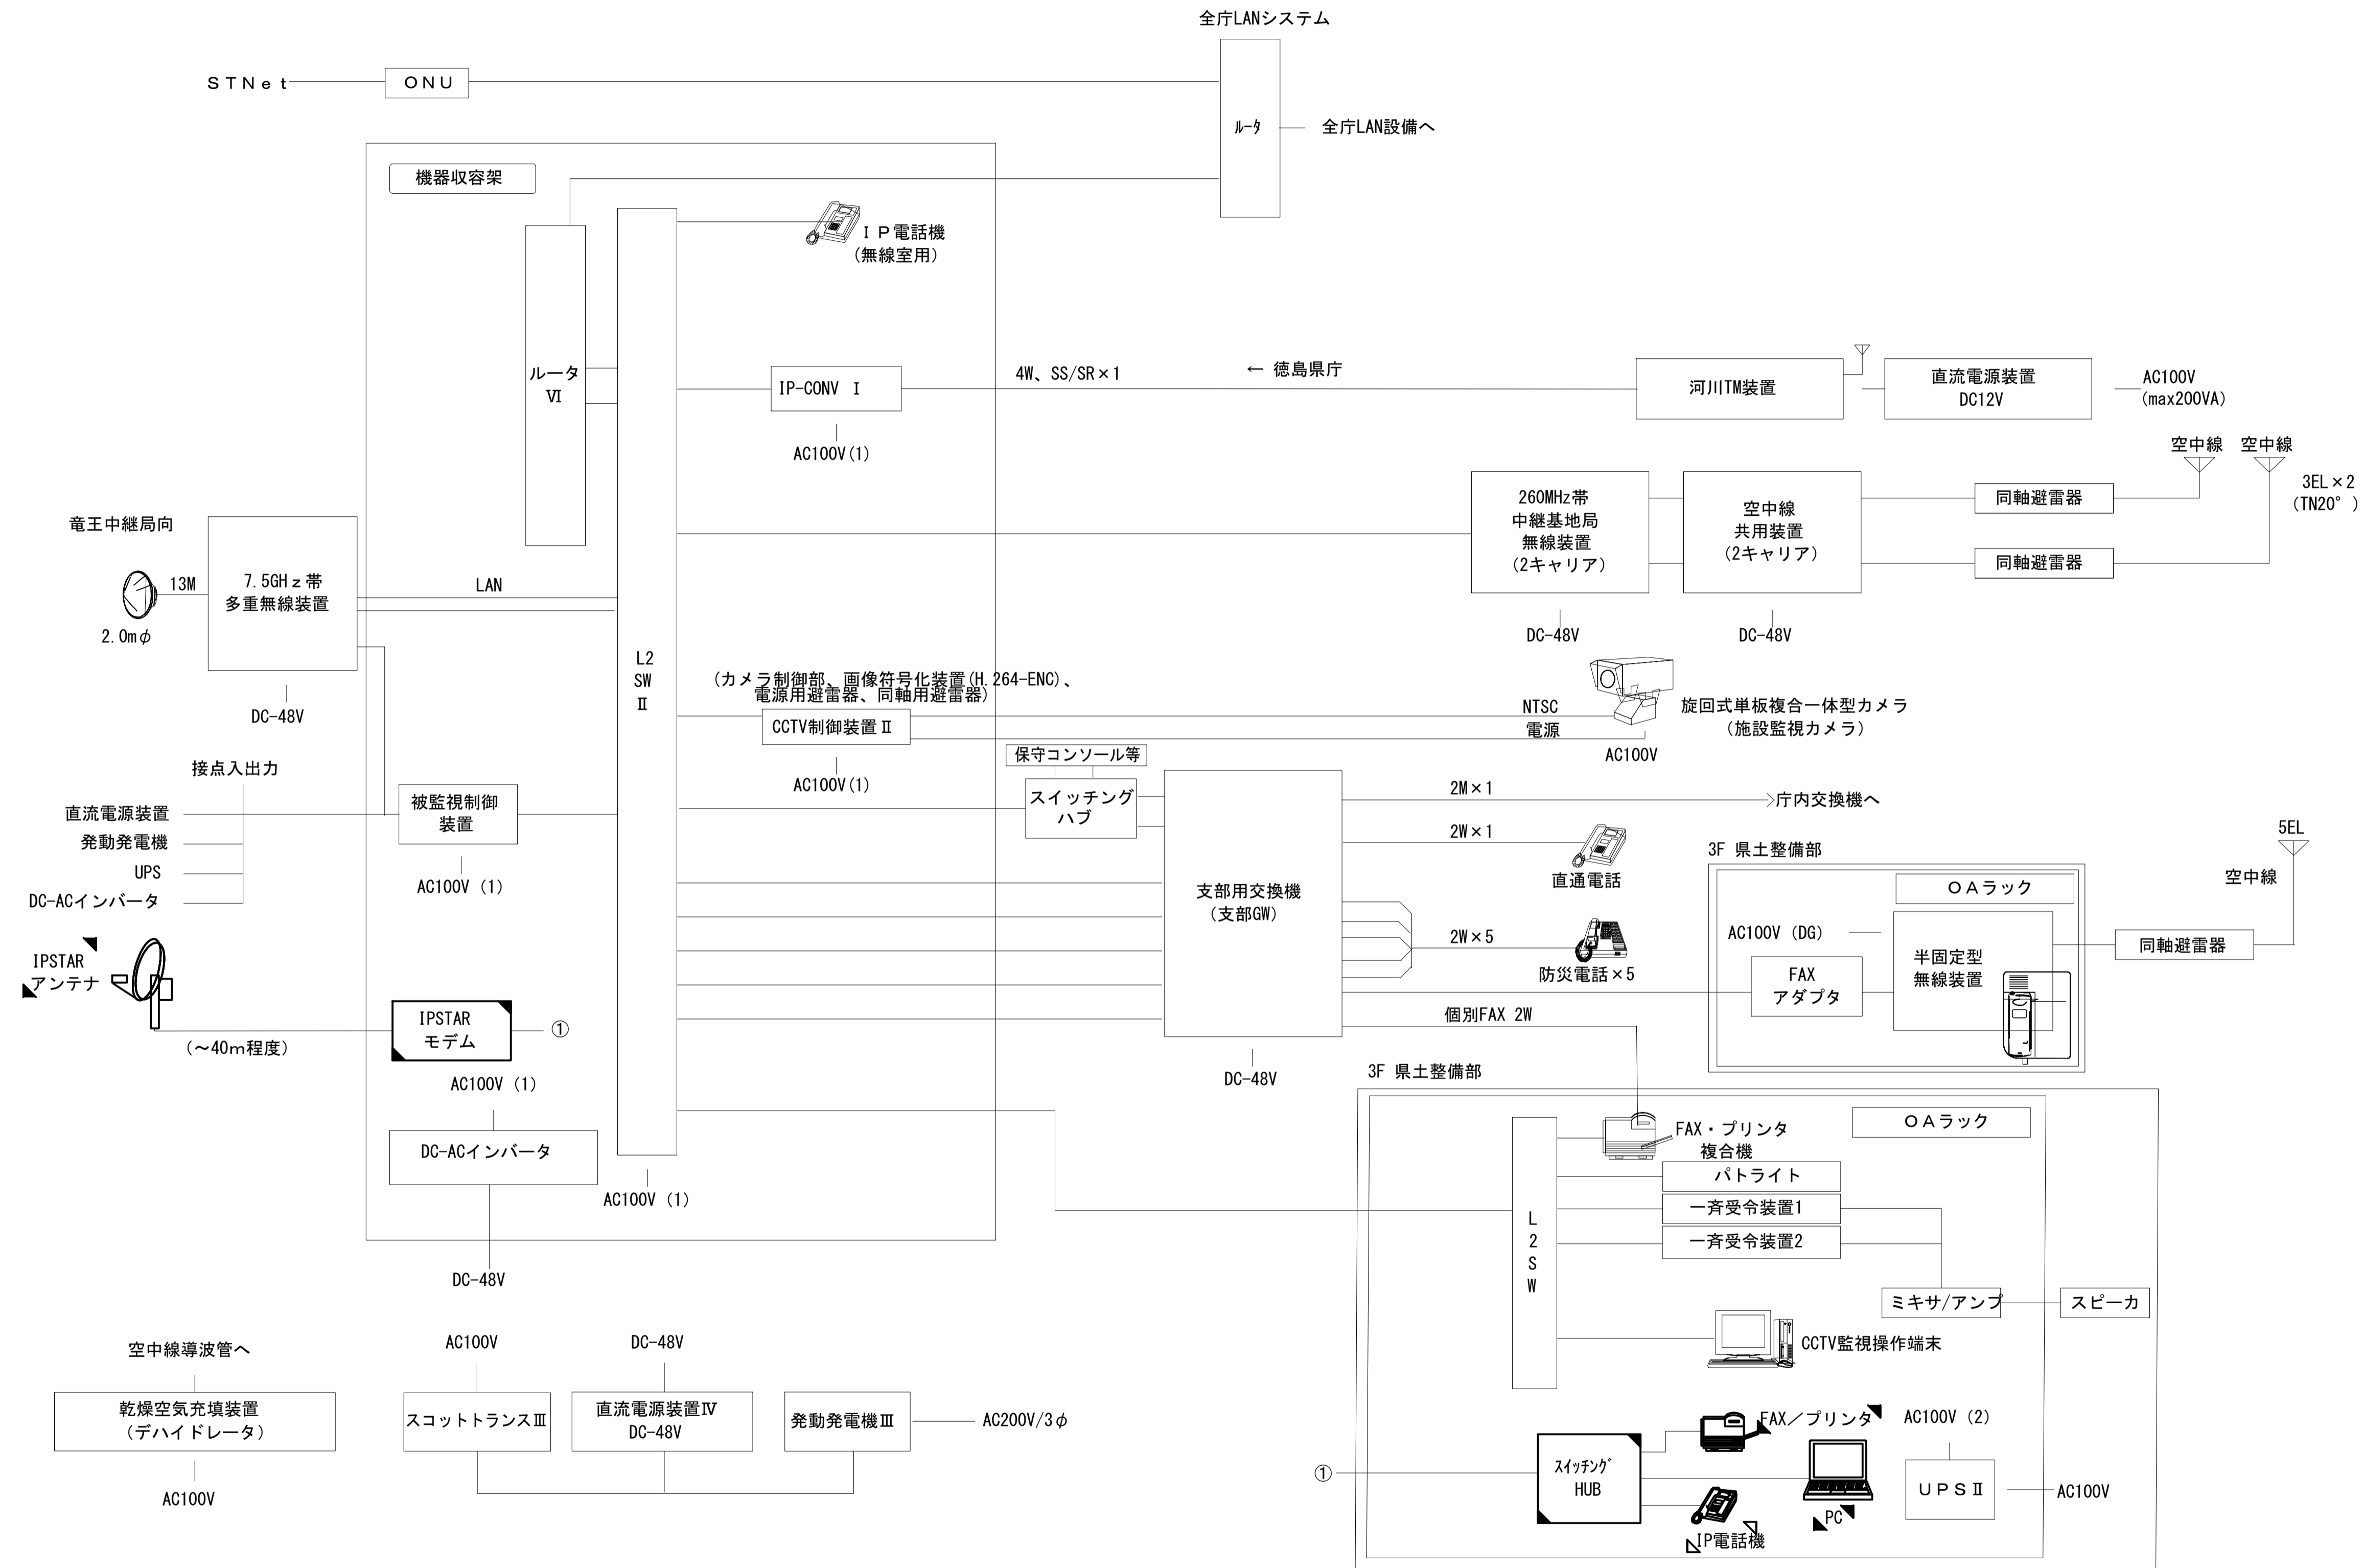 全庁LANシステム
ＳＴＮｅｔ
ＯＮＵ
ﾙｰﾀ
全庁LAN設備へ
機器収容架
ＩＰ電話機
(無線室用)
ルータ
Ⅵ
IP-CONV Ⅰ
AC100V(1)
4W、SS/SR×1
← 徳島県庁
河川TM装置
直流電源装置
DC12V
AC100V
(max200VA)
260MHz帯
中継基地局
無線装置
(2キャリア)
DC-48V
空中線
共用装置
(2キャリア)
DC-48V
同軸避雷器
同軸避雷器
空中線
空中線
3EL×2
(TN20°)
竜王中継局向
13M
2.0mφ
7.5GHｚ帯
多重無線装置
DC-48V
LAN
L2
SW
Ⅱ
(カメラ制御部、画像符号化装置(H.264-ENC)、
電源用避雷器、同軸用避雷器)
CCTV制御装置Ⅱ
AC100V(1)
NTSC
電源
AC100V
旋回式単板複合一体型カメラ
(施設監視カメラ)
接点入出力
直流電源装置
発動発電機
UPS
DC-ACインバータ
被監視制御
装置
AC100V (1)
保守コンソール等
スイッチング
ハブ
支部用交換機
(支部GW)
DC-48V
2M×1
庁内交換機へ
2W×1
直通電話
2W×5
防災電話×5
個別FAX 2W
3F 県土整備部
ＯＡラック
AC100V (DG)
FAX
アダプタ
半固定型
無線装置
同軸避雷器
5EL
空中線
IPSTAR
アンテナ
(～40ｍ程度)
IPSTAR
モデム
①
AC100V (1)
DC-ACインバータ
DC-48V
AC100V (1)
3F 県土整備部
ＯＡラック
L
2
S
W
FAX・プリンタ
複合機
パトライト
一斉受令装置1
一斉受令装置2
ミキサ/アンプ
スピーカ
CCTV監視操作端末
空中線導波管へ
乾燥空気充填装置
(デハイドレータ)
AC100V
AC100V
スコットトランスⅢ
DC-48V
直流電源装置Ⅳ
DC-48V
発動発電機Ⅲ
AC200V/3φ
①
ｽｲｯﾁﾝｸﾞ
HUB
FAX／プリンタ
PC
IP電話機
AC100V (2)
ＵＰＳⅡ
AC100V